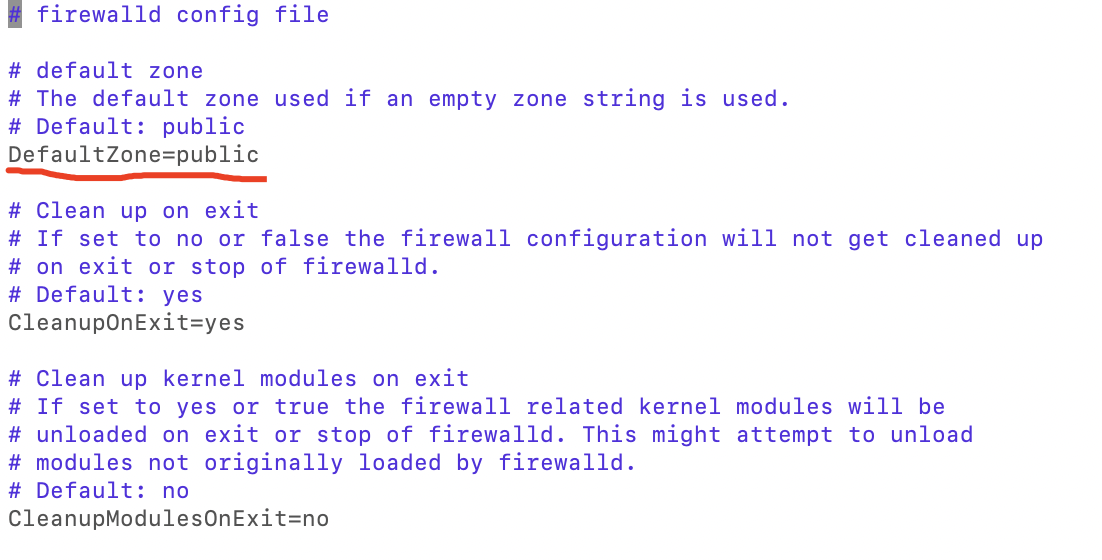 # firewalld config file
# default zone
# The default zone used if an empty zone string is used.
# Default: public
DefaultZone=public
# Clean up on exit
# If set to no or false the firewall configuration will not get cleaned up
# on exit or stop of firewalld.
# Default: yes
CleanupOnExit=yes
# Clean up kernel modules on exit
# If set to yes or true the firewall related kernel modules will be
# unloaded on exit or stop of firewalld. This might attempt to unload
# modules not originally loaded by firewalld.
# Default: no
CleanupModulesOnExit=no